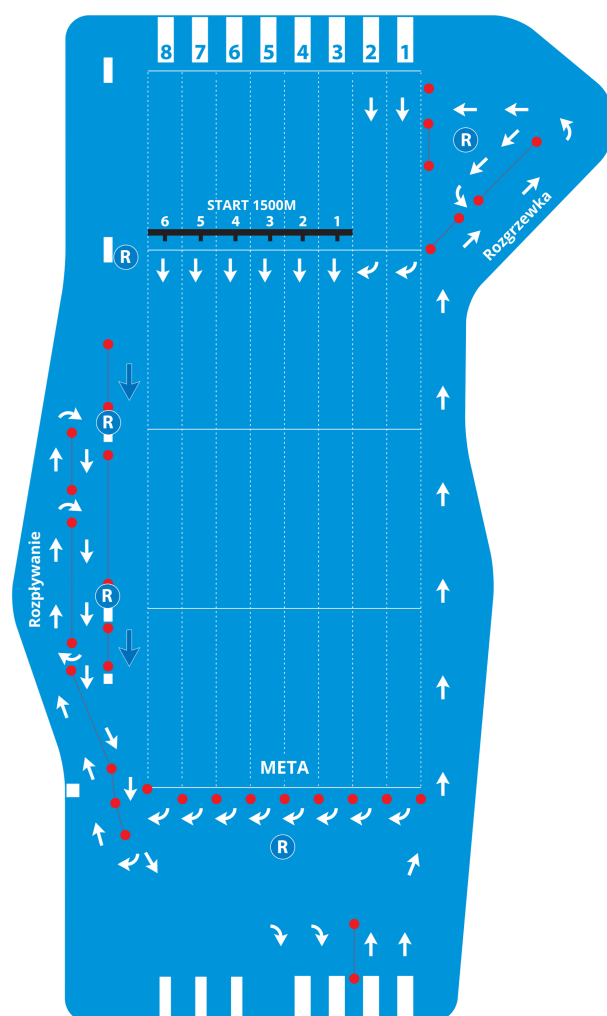 8 7 6 5 4 3 2 1
R
START 1500M
6 5 4 3 2 1
Rozgrzewka
R
R
Rozpływanie
R
META
R